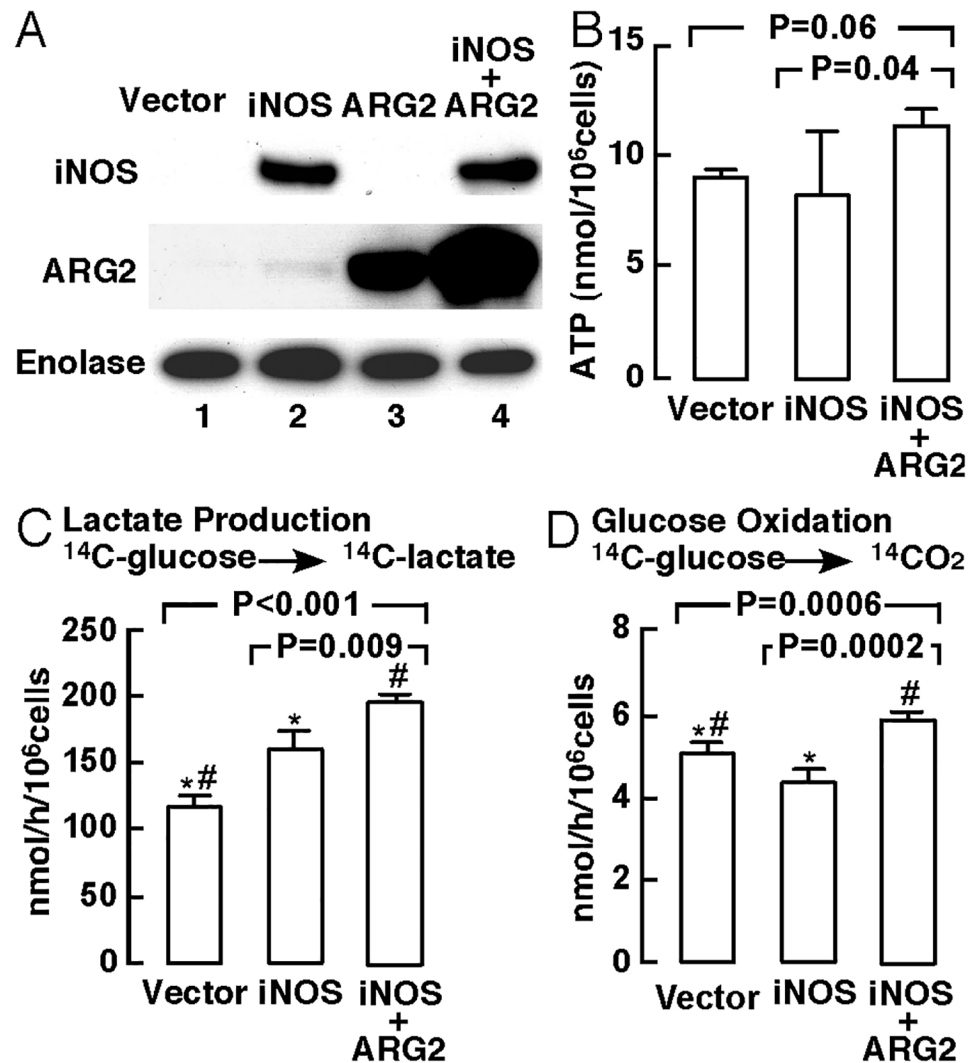 A
Vector iNOS ARG2 iNOS
+
ARG2
iNOS
ARG2
Enolase
1 2 3 4
B
P=0.06
P=0.04
ATP (nmol/10⁶cells)
15
10
5
0
Vector iNOS iNOS
+
ARG2
C Lactate Production
¹⁴C-glucose → ¹⁴C-lactate
P<0.001
P=0.009
nmol/h/10⁶cells
250
200
150
100
50
0
*#
*
#
Vector iNOS iNOS
+
ARG2
D Glucose Oxidation
¹⁴C-glucose → ¹⁴CO₂
P=0.0006
P=0.0002
nmol/h/10⁶cells
8
6
4
2
0
*#
*
#
Vector iNOS iNOS
+
ARG2